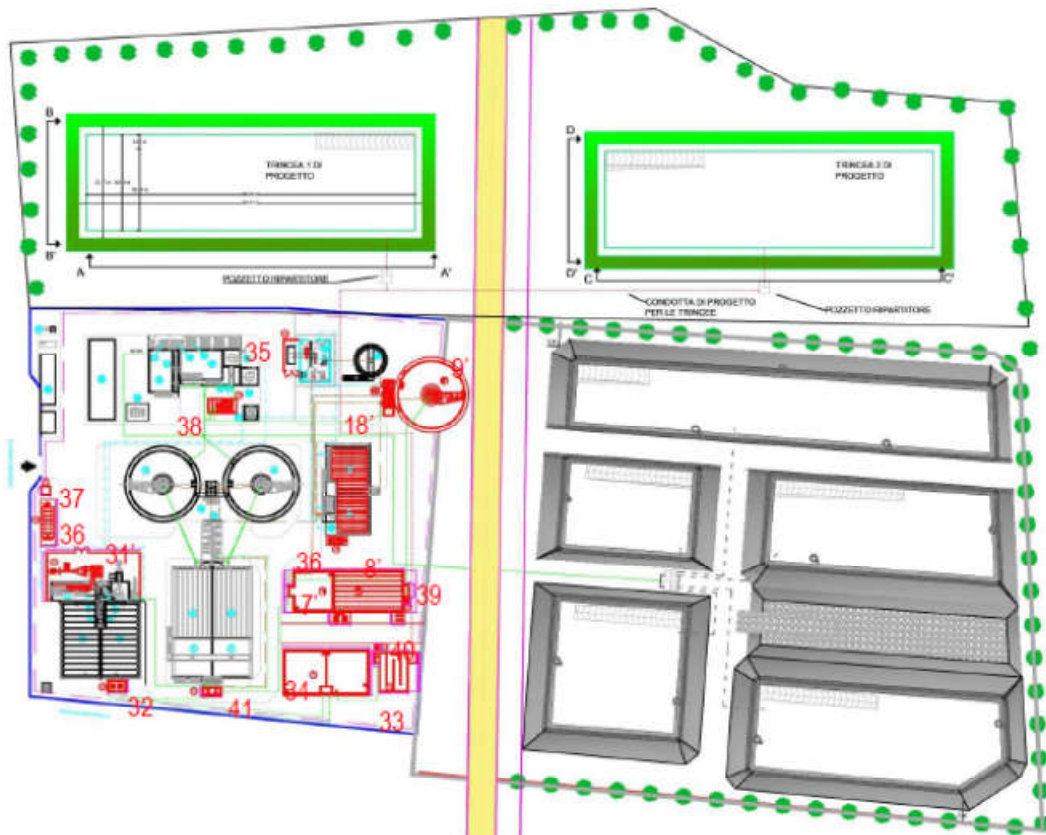 B
B'
A
A'
TRINCEA 1 DI
PROGETTO
POZZETTO RIPARTITORE
D
D'
C
C'
TRINCEA 2 DI
PROGETTO
CONDOTTA DI PROGETTO
PER LE TRINCEE
POZZETTO RIPARTITORE
35
9'
38
18'
37
36
31'
36
8'
7"
39
40
34
32
41
33